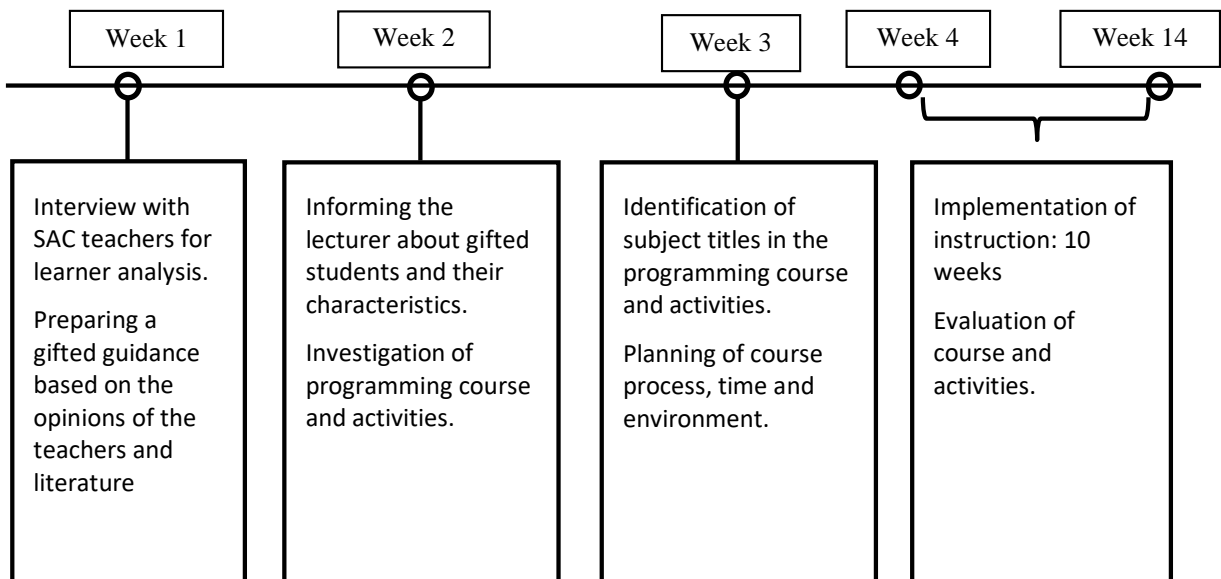 Week 1
Week 2
Week 3
Week 4
Week 14
Interview with
SAC teachers for
learner analysis.
Preparing a
gifted guidance
based on the
opinions of the
teachers and
literature
Informing the
lecturer about gifted
students and their
characteristics.
Investigation of
programming course
and activities.
Identification of
subject titles in the
programming course
and activities.
Planning of course
process, time and
environment.
Implementation of
instruction: 10
weeks
Evaluation of
course and
activities.